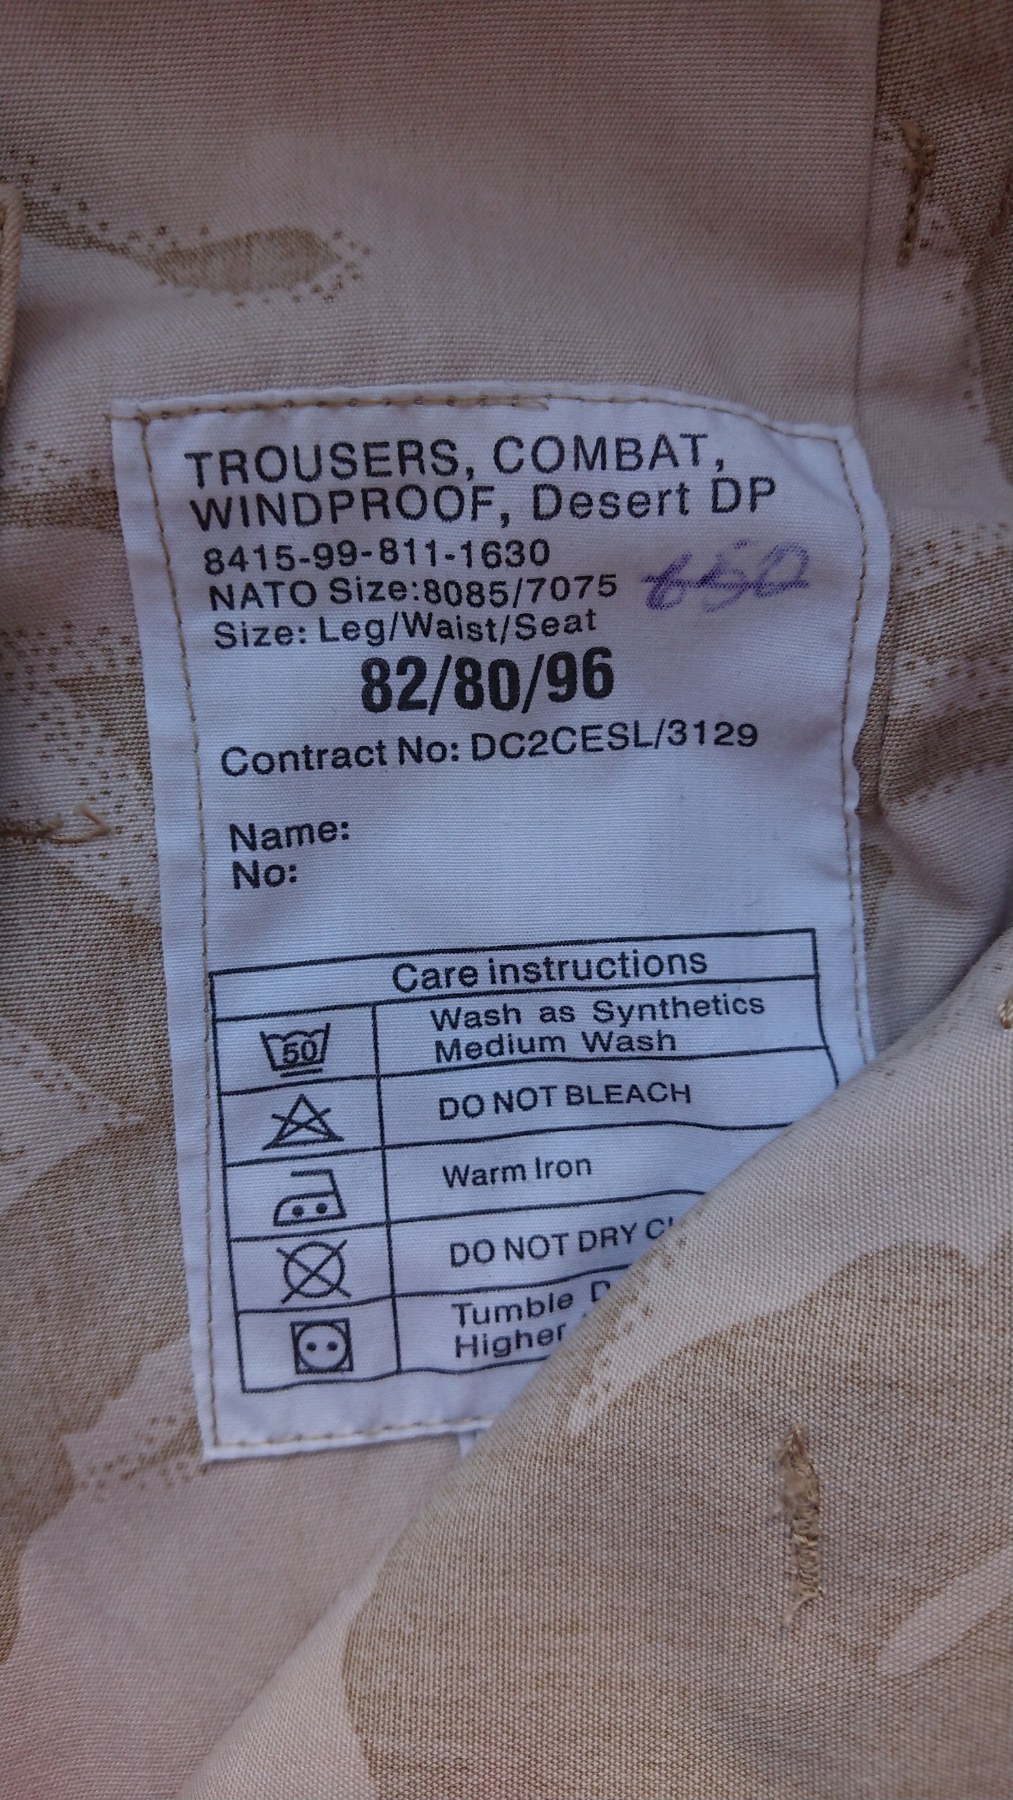 TROUSERS, COMBAT,
WINDPROOF, Desert DP
8415-99-811-1630
NATO Size:8085/7075
Size: Leg/Waist/Seat
82/80/96
Contract No: DC2CESL/3129
Name:
No:
Care instructions
50
Wash as Synthetics
Medium Wash
DO NOT BLEACH
Warm Iron
DO NOT DRY
Tumble
Higher